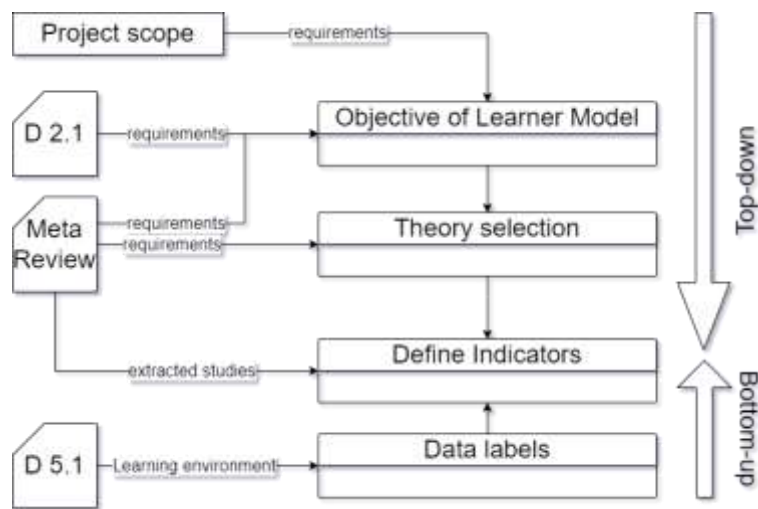 Project scope
requirements
D 2.1
requirements
Objective of Learner Model
Meta
Review
requirements
requirements
Theory selection
extracted studies
Define Indicators
D 5.1
Learning environment
Data labels
Top-down
Bottom-up